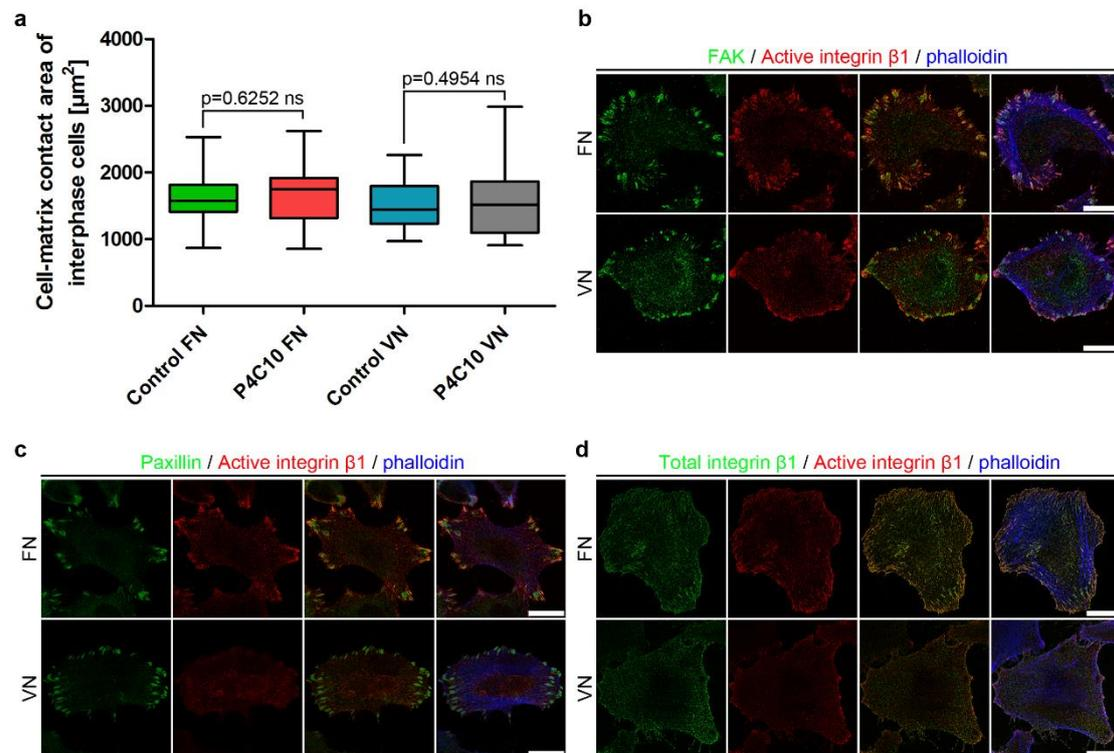 a
Cell-matrix contact area of
interphase cells [µm²]
4000
3000
2000
1000
0
p=0.6252 ns
p=0.4954 ns
Control FN
P4C10 FN
Control VN
P4C10 VN
b
FAK / Active integrin β1 / phalloidin
FN
VN
c
Paxillin / Active integrin β1 / phalloidin
FN
VN
d
Total integrin β1 / Active integrin β1 / phalloidin
FN
VN